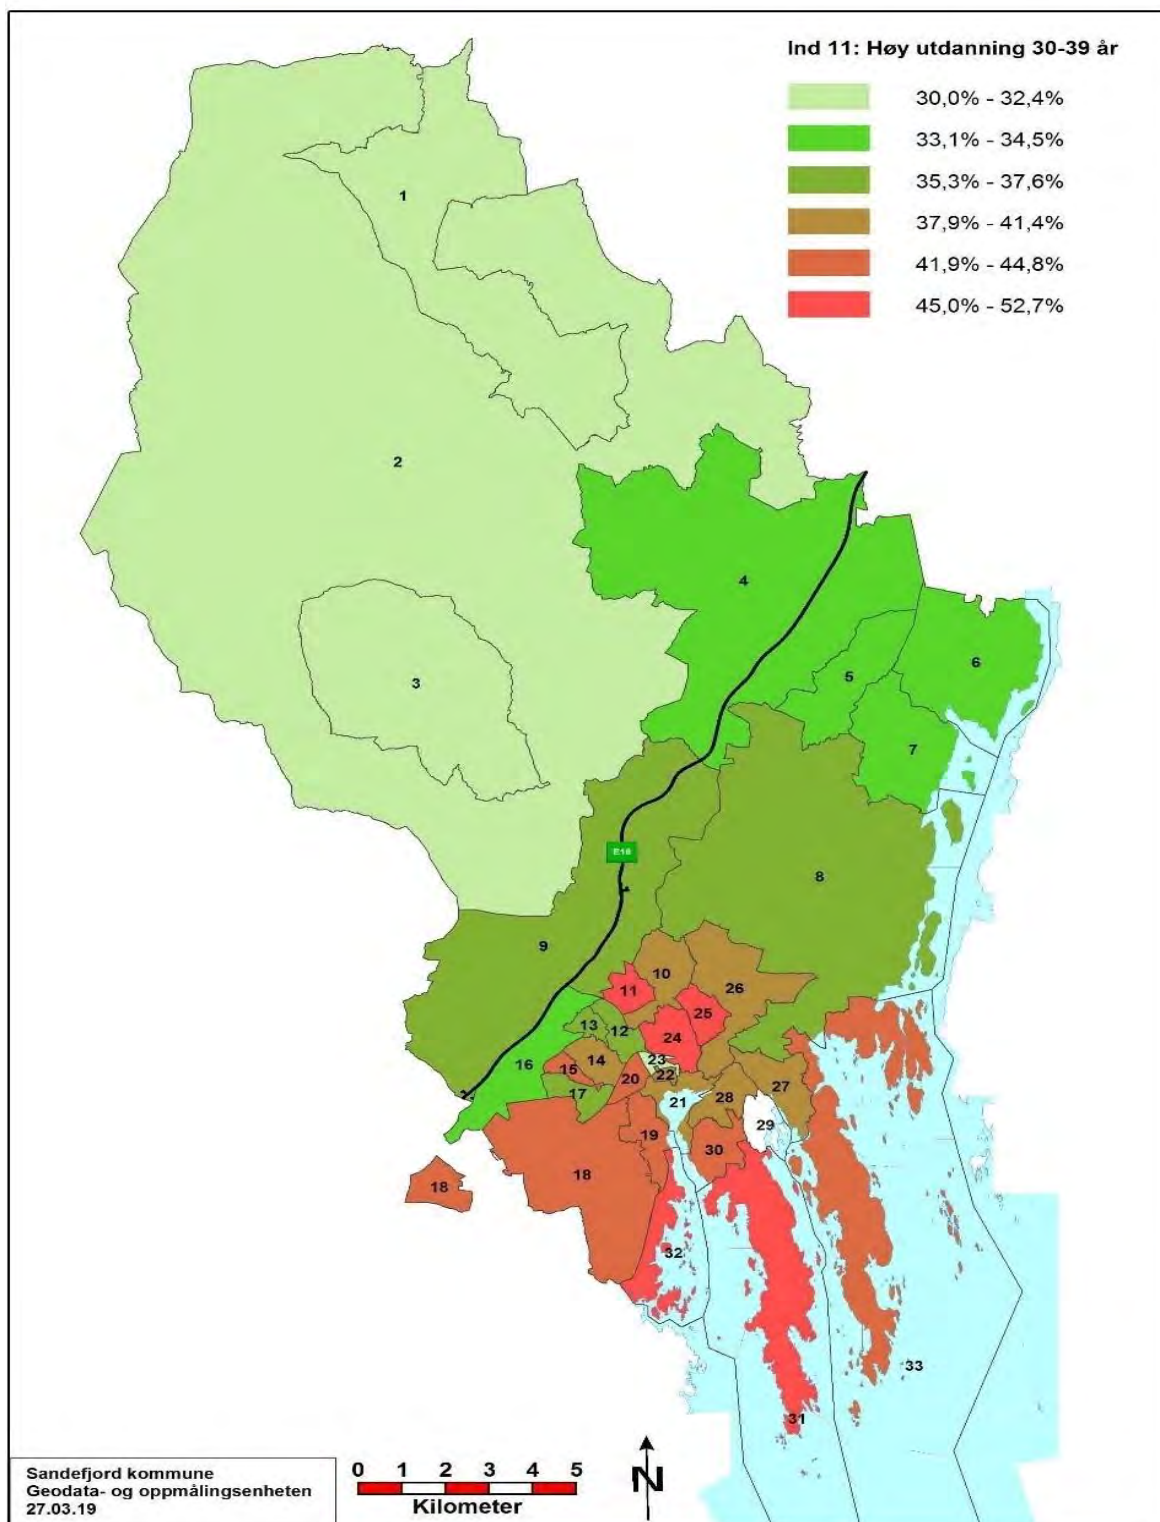 Ind 11: Høy utdanning 30-39 år
30,0% - 32,4%
33,1% - 34,5%
35,3% - 37,6%
37,9% - 41,4%
41,9% - 44,8%
45,0% - 52,7%
1
2
3
4
5
6
7
8
E18
9
10
11
26
25
13
12
24
16
14
23
15
20
22
27
17
21
28
29
19
30
18
18
32
33
31
Sandefjord kommune
Geodata- og oppmålingsenheten
27.03.19
0 1 2 3 4 5
Kilometer
N